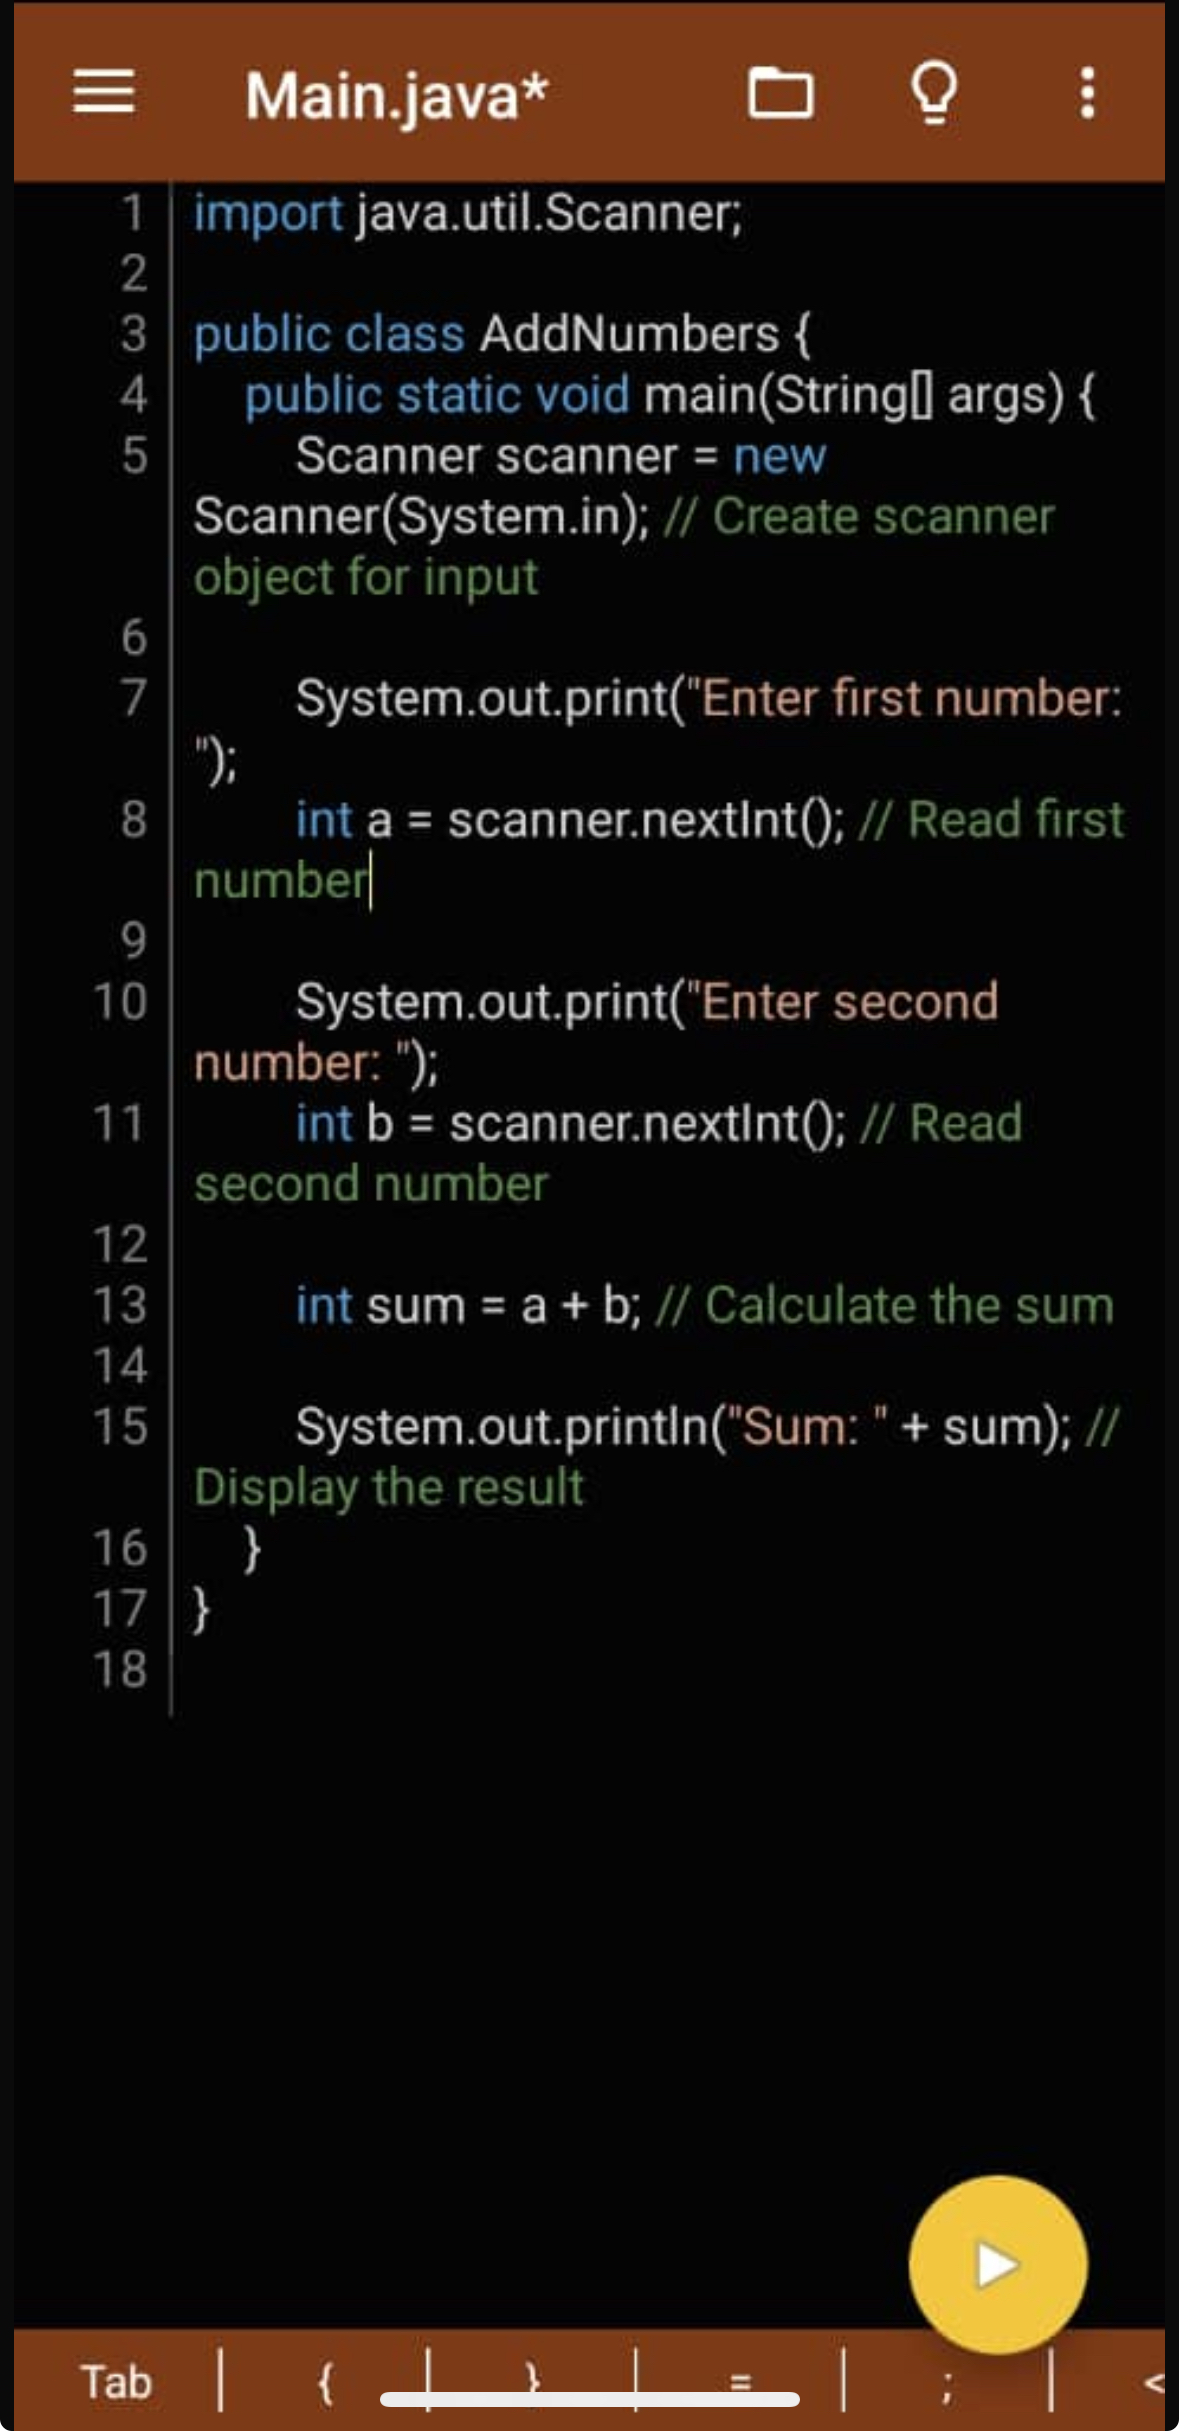 Main.java*
1 import java.util.Scanner;
2
3 public class AddNumbers {
4     public static void main(String[] args) {
5         Scanner scanner = new
Scanner(System.in); // Create scanner
object for input
6
7         System.out.print("Enter first number:
");
8         int a = scanner.nextInt(); // Read first
number
9
10         System.out.print("Enter second
number: ");
11         int b = scanner.nextInt(); // Read
second number
12
13         int sum = a + b; // Calculate the sum
14
15         System.out.println("Sum: " + sum); //
Display the result
16     }
17 }
18
Tab | { | } | = | ; | <